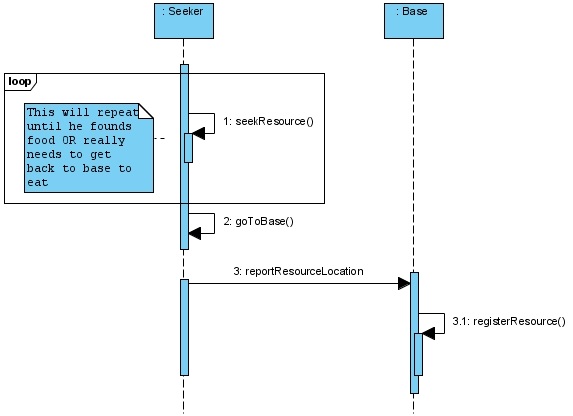 : Seeker
: Base
loop
This will repeat
until he founds
food OR really
needs to get
back to base to
eat
1: seekResource()
2: goToBase()
3: reportResourceLocation
3.1: registerResource()